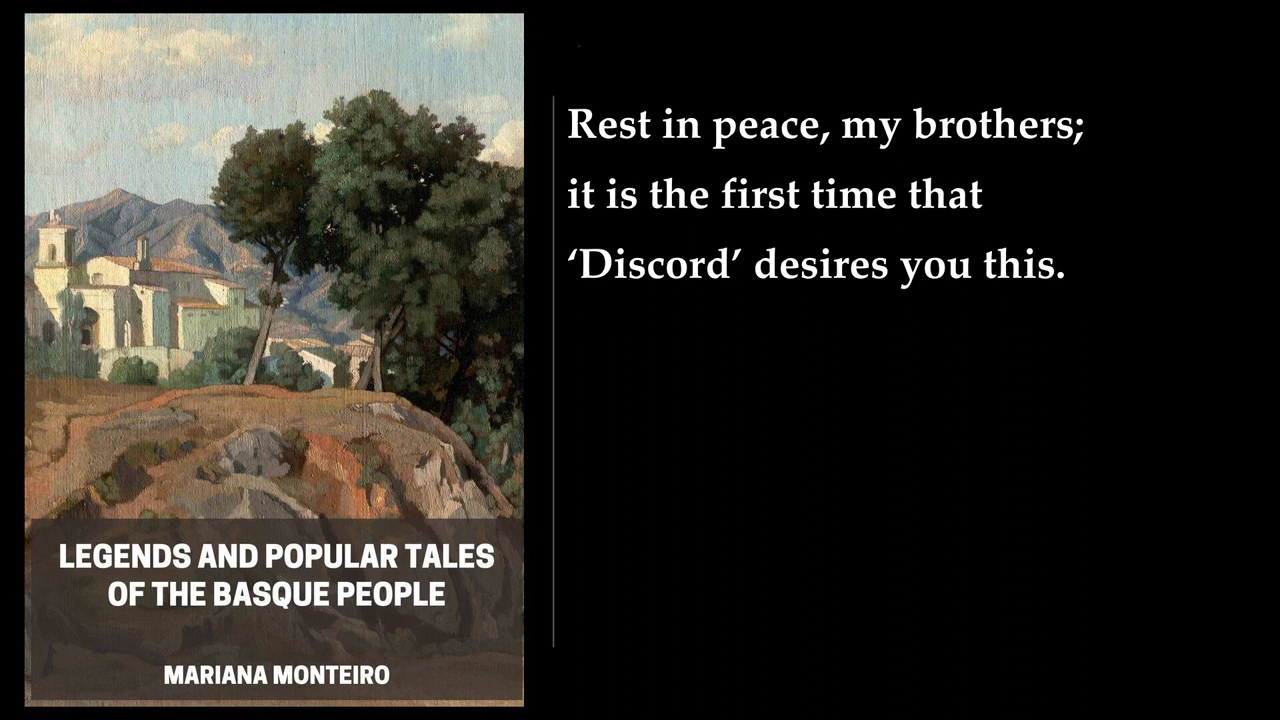 LEGENDS AND POPULAR TALES
OF THE BASQUE PEOPLE
MARIANA MONTEIRO
Rest in peace, my brothers;
it is the first time that
‘Discord’ desires you this.